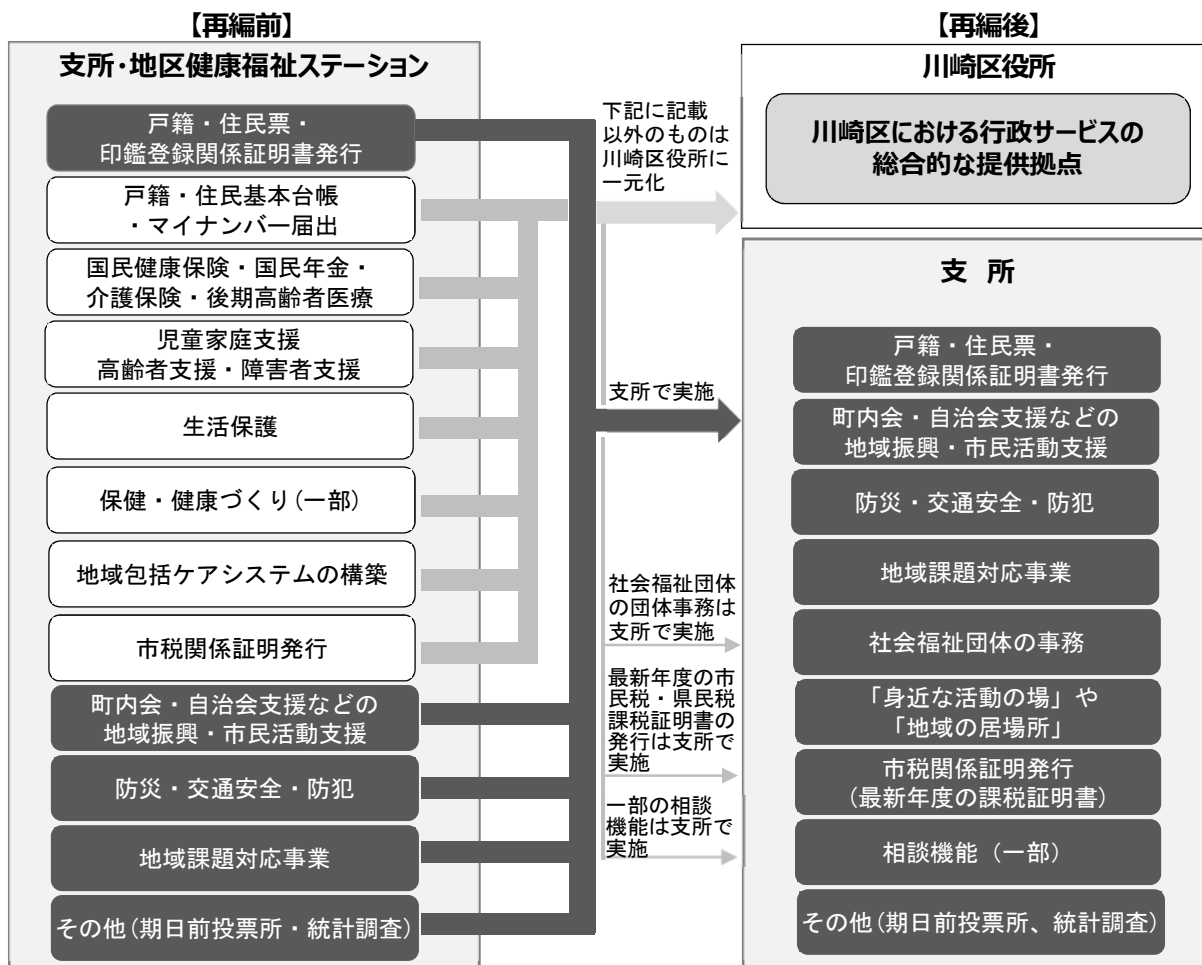 【再編前】
支所・地区健康福祉ステーション
戸籍・住民票・
印鑑登録関係証明書発行
戸籍・住民基本台帳
・マイナンバー届出
国民健康保険・国民年金・
介護保険・後期高齢者医療
児童家庭支援
高齢者支援・障害者支援
生活保護
保健・健康づくり(一部)
地域包括ケアシステムの構築
市税関係証明発行
町内会・自治会支援などの
地域振興・市民活動支援
防災・交通安全・防犯
地域課題対応事業
その他(期日前投票所・統計調査)
下記に記載
以外のものは
川崎区役所に
一元化
支所で実施
社会福祉団体
の団体事務は
支所で実施
最新年度の市
民税・県民税
課税証明書の
発行は支所で
実施
一部の相談
機能は支所で
実施
【再編後】
川崎区役所
川崎区における行政サービスの
総合的な提供拠点
支 所
戸籍・住民票・
印鑑登録関係証明書発行
町内会・自治会支援などの
地域振興・市民活動支援
防災・交通安全・防犯
地域課題対応事業
社会福祉団体の事務
「身近な活動の場」や
「地域の居場所」
市税関係証明発行
(最新年度の課税証明書)
相談機能(一部)
その他(期日前投票所、統計調査)